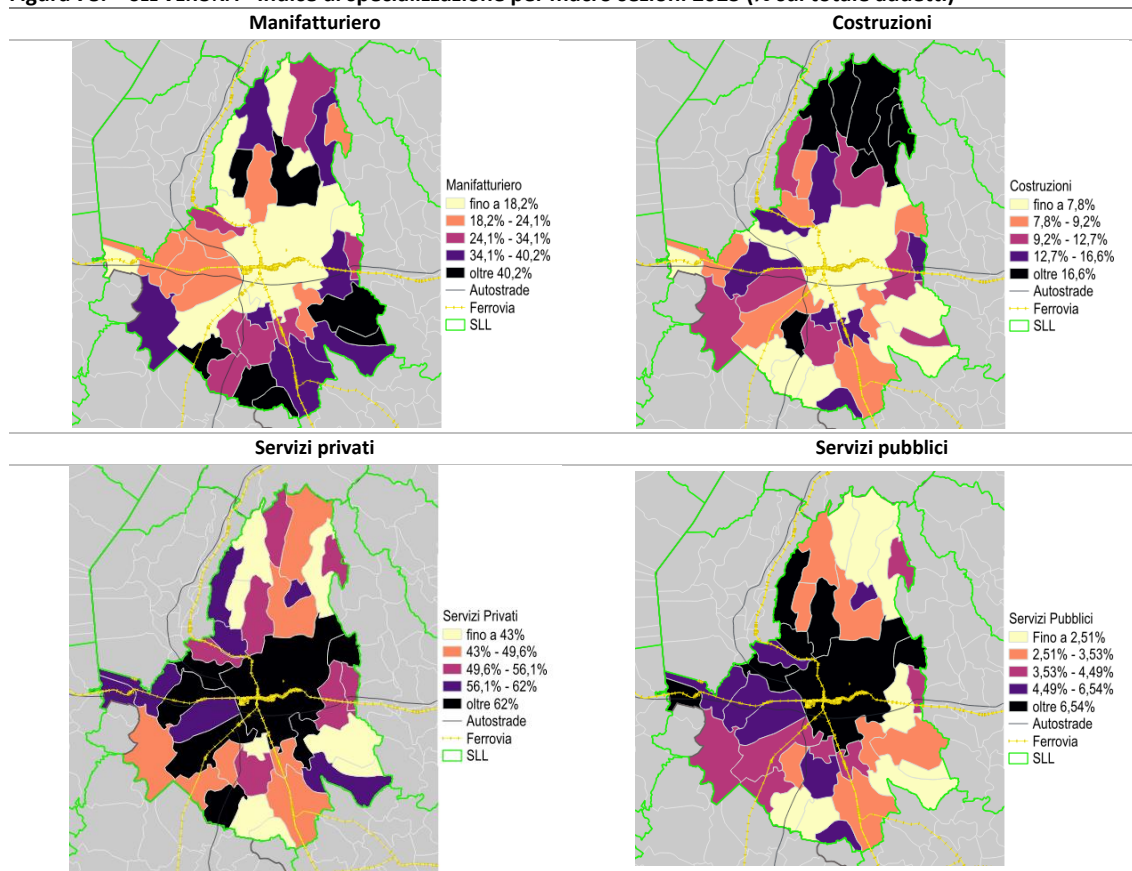 Manifatturiero Costruzioni
Manifatturiero
fino a 18,2%
18,2% - 24,1%
24,1% - 34,1%
34,1% - 40,2%
oltre 40,2%
Autostrade
Ferrovia
SLL
Costruzioni
fino a 7,8%
7,8% - 9,2%
9,2% - 12,7%
12,7% - 16,6%
oltre 16,6%
Autostrade
Ferrovia
SLL
Servizi privati Servizi pubblici
Servizi Privati
fino a 43%
43% - 49,6%
49,6% - 56,1%
56,1% - 62%
oltre 62%
Autostrade
Ferrovia
SLL
Servizi Pubblici
Fino a 2,51%
2,51% - 3,53%
3,53% - 4,49%
4,49% - 6,54%
oltre 6,54%
Autostrade
Ferrovia
SLL